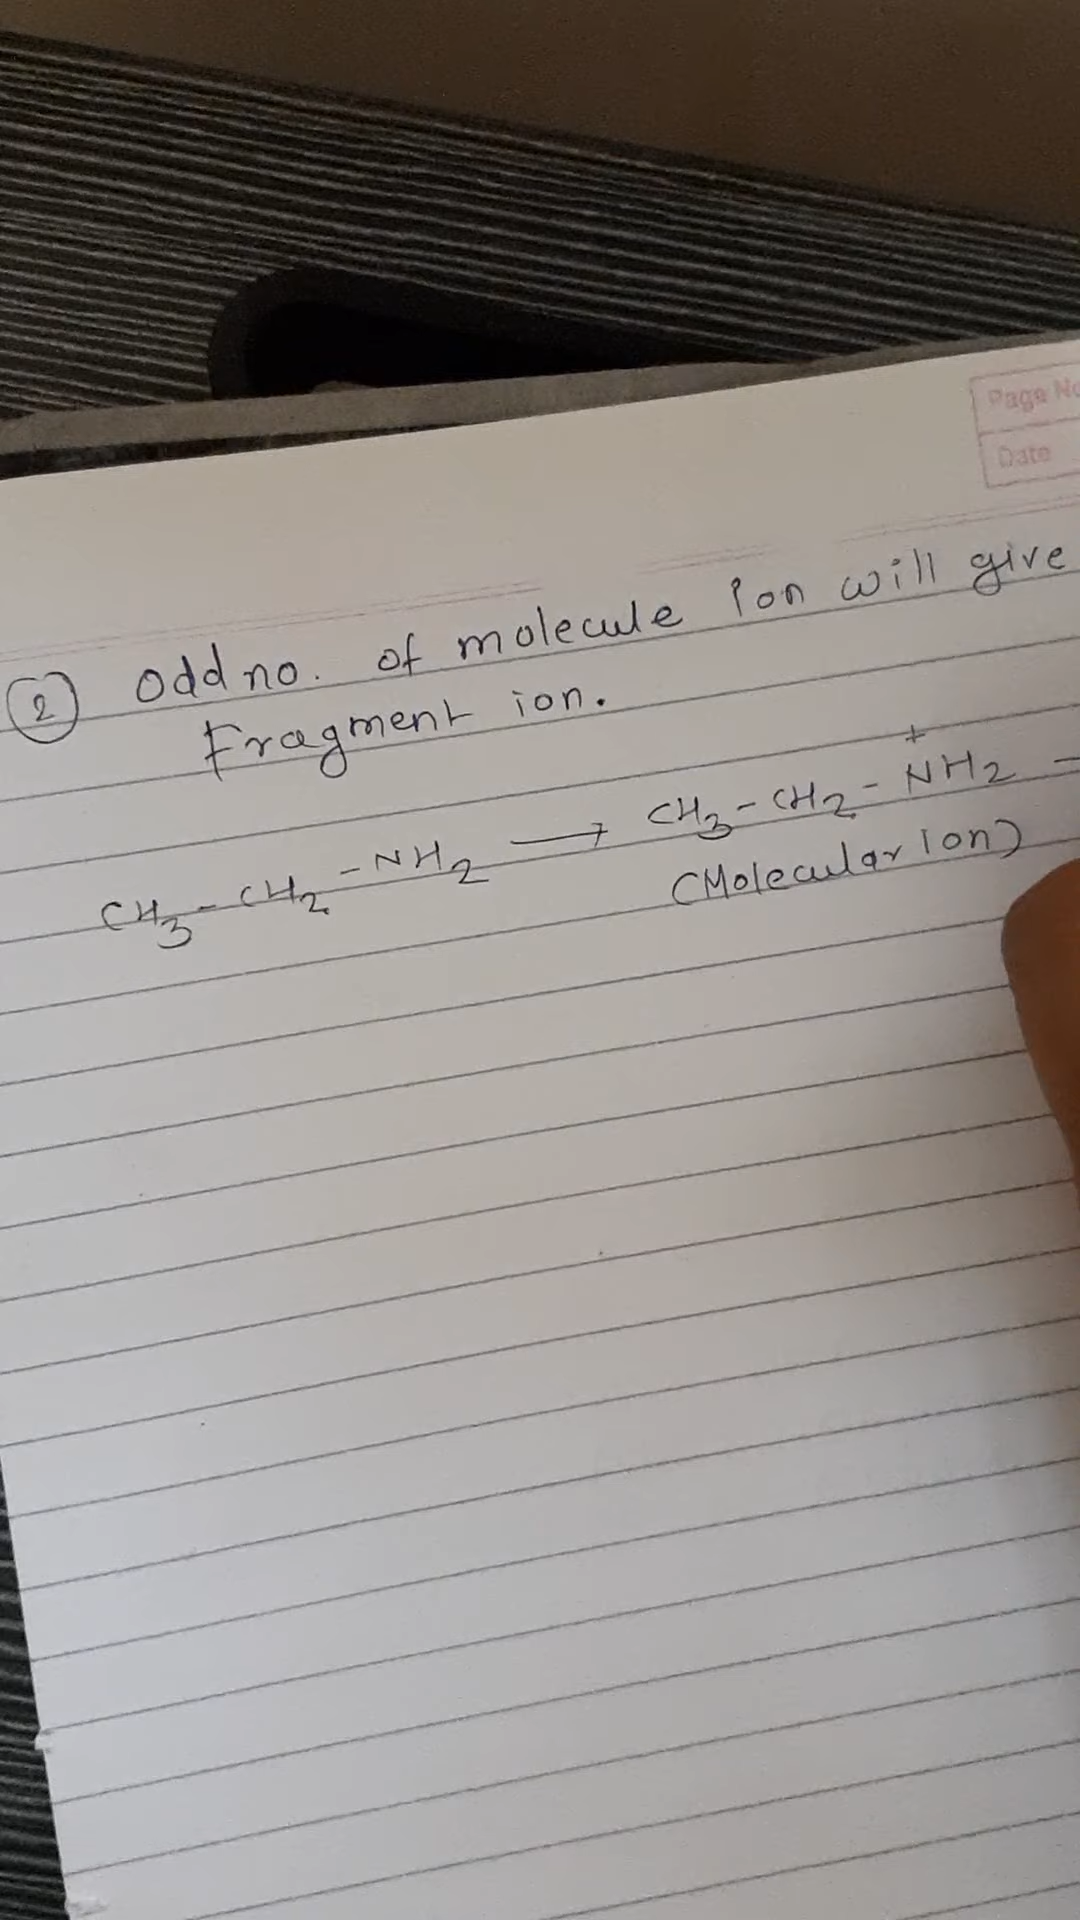 Page No
Date
② Odd no. of molecule Ion will give
Fragment ion.
CH3-CH2-NH2 → CH3-CH2-N⁺H2 -
(Molecular Ion)